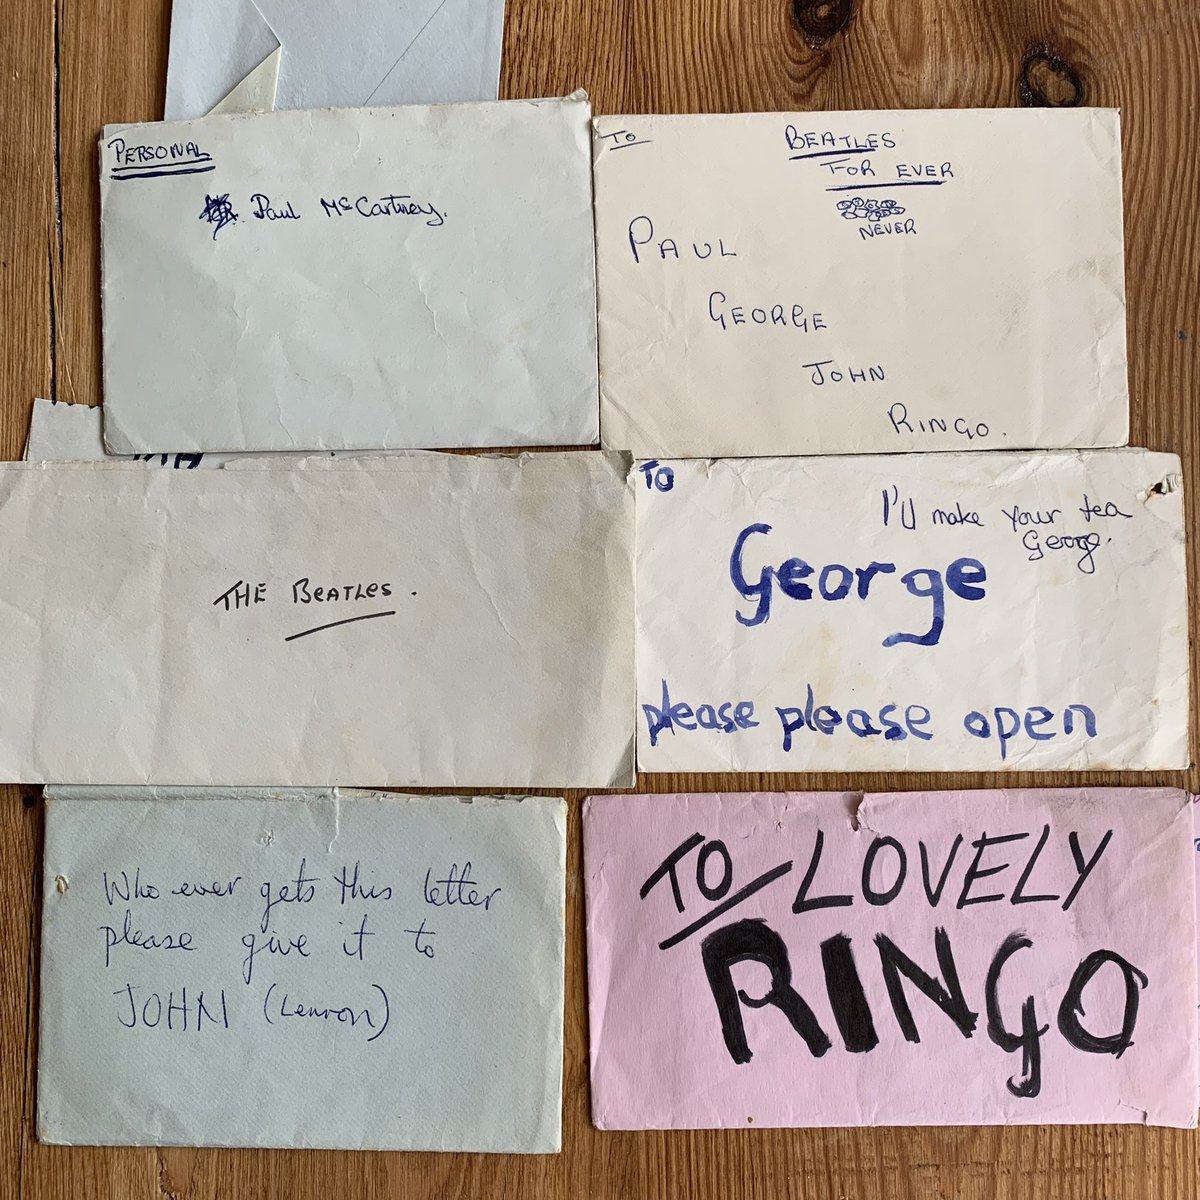 PERSONAL
Paul McCartney.
To
BEATLES
FOR EVER
NEVER
PAUL
GEORGE
JOHN
RINGO.
THE BEATLES.
To
I'll make your tea
George.
George
please please open
Who ever gets this letter
please give it to
JOHN (Lennon)
TO LOVELY
RINGO